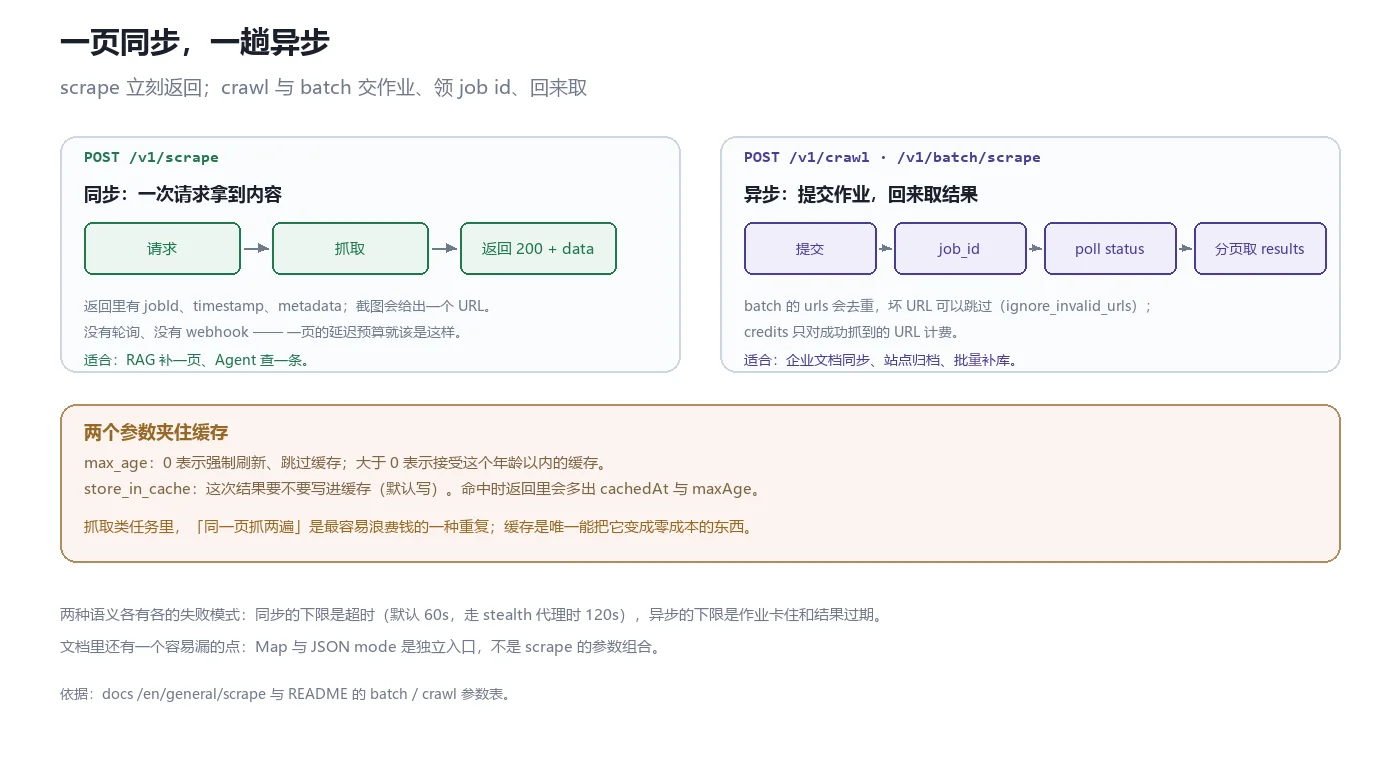 一页同步，一趟异步
scrape 立刻返回；crawl 与 batch 交作业、领 job id、回来取
POST /v1/scrape
同步：一次请求拿到内容
请求
抓取
返回 200 + data
返回里有 jobId、timestamp、metadata；截图会给出一个 URL。
没有轮询、没有 webhook —— 一页的延迟预算就该是这样。
适合：RAG 补一页、Agent 查一条。
POST /v1/crawl · /v1/batch/scrape
异步：提交作业，回来取结果
提交
job_id
poll status
分页取 results
batch 的 urls 会去重，坏 URL 可以跳过（ignore_invalid_urls）；
credits 只对成功抓到的 URL 计费。
适合：企业文档同步、站点归档、批量补库。
两个参数夹住缓存
max_age：0 表示强制刷新、跳过缓存；大于 0 表示接受这个年龄以内的缓存。
store_in_cache：这次结果要不要写进缓存（默认写）。命中时返回里会多出 cachedAt 与 maxAge。
抓取类任务里，「同一页抓两遍」是最容易浪费钱的一种重复；缓存是唯一能把它变成零成本的东西。
两种语义各有各的失败模式：同步的下限是超时（默认 60s，走 stealth 代理时 120s），异步的下限是作业卡住和结果过期。
文档里还有一个容易漏的点：Map 与 JSON mode 是独立入口，不是 scrape 的参数组合。
依据：docs /en/general/scrape 与 README 的 batch / crawl 参数表。